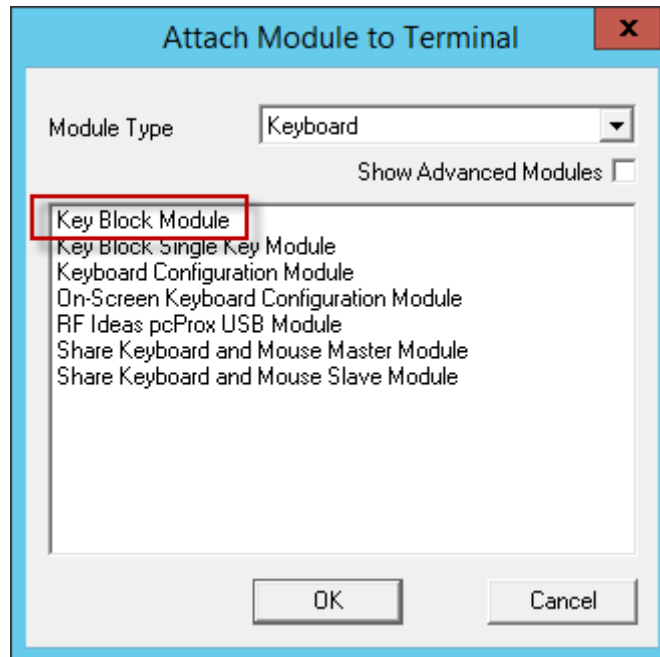 Attach Module to Terminal
x
Module Type
Keyboard
Show Advanced Modules
Key Block Module
Key Block Single Key Module
Keyboard Configuration Module
On-Screen Keyboard Configuration Module
RF Ideas pcProx USB Module
Share Keyboard and Mouse Master Module
Share Keyboard and Mouse Slave Module
OK
Cancel